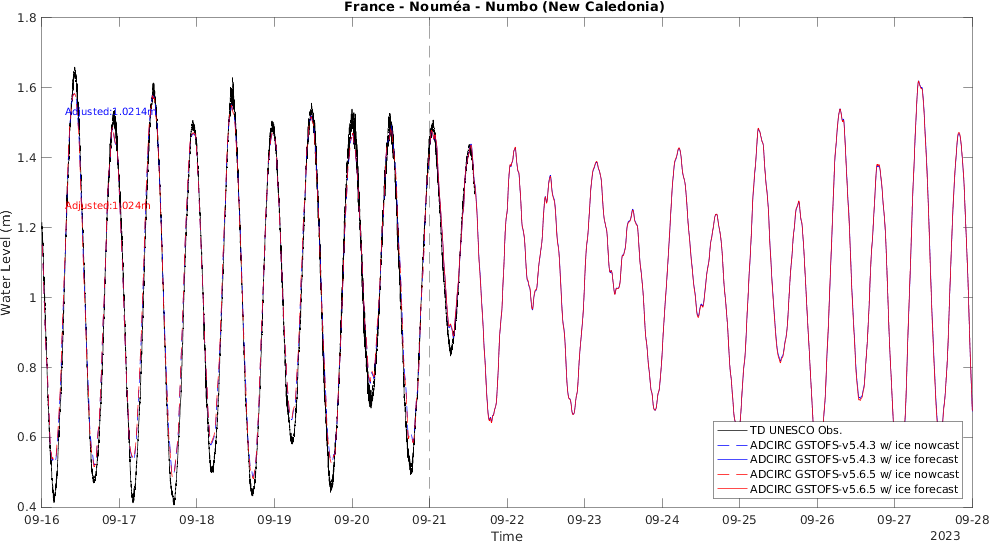 France - Nouméa - Numbo (New Caledonia)
1.8
1.6
1.4
1.2
1
0.8
0.6
0.4
Water Level (m)
Adjusted:1.0214m
Adjusted:1.024m
TD UNESCO Obs.
ADCIRC GSTOFS-v5.4.3 w/ ice nowcast
ADCIRC GSTOFS-v5.4.3 w/ ice forecast
ADCIRC GSTOFS-v5.6.5 w/ ice nowcast
ADCIRC GSTOFS-v5.6.5 w/ ice forecast
09-16 09-17 09-18 09-19 09-20 09-21 09-22 09-23 09-24 09-25 09-26 09-27 09-28
Time
2023